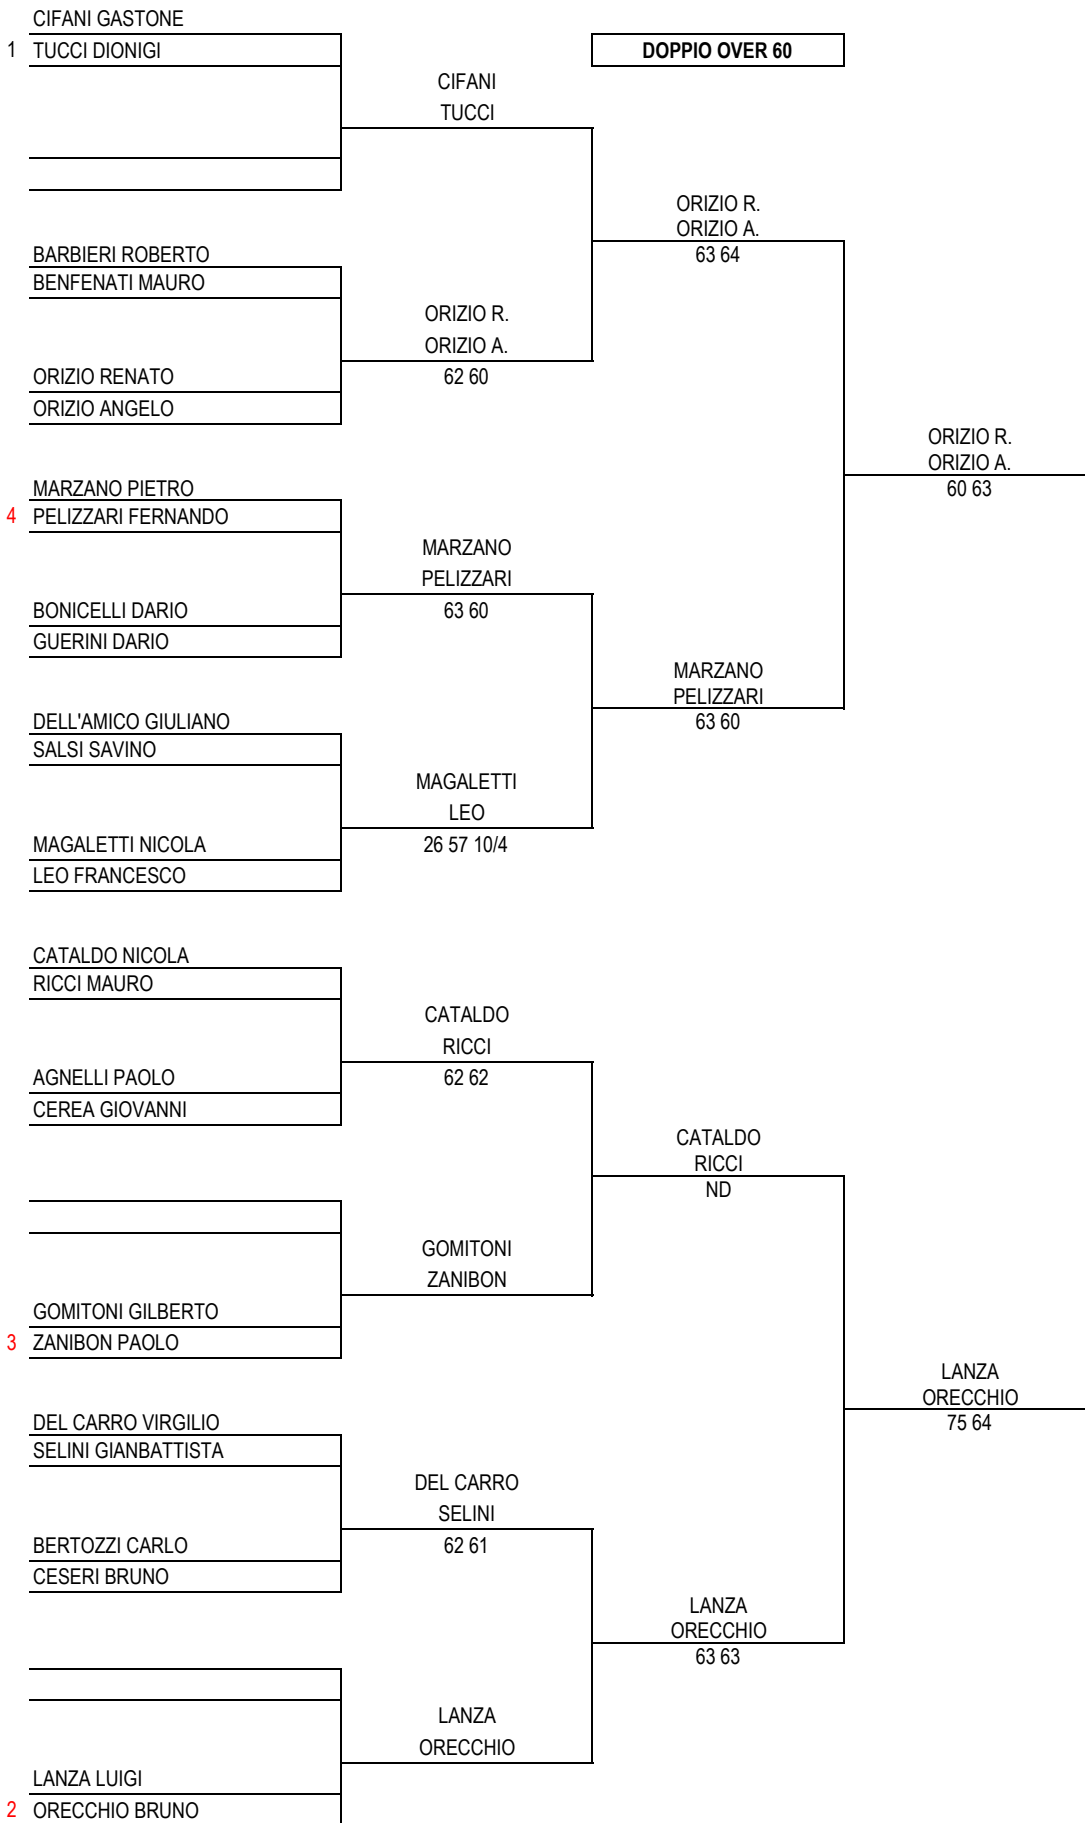 CIFANI GASTONE
1 TUCCI DIONIGI
DOPPIO OVER 60
CIFANI
TUCCI
ORIZIO R.
ORIZIO A.
63 64
BARBIERI ROBERTO
BENFENATI MAURO
ORIZIO R.
ORIZIO A.
62 60
ORIZIO RENATO
ORIZIO ANGELO
ORIZIO R.
ORIZIO A.
60 63
MARZANO PIETRO
4 PELIZZARI FERNANDO
MARZANO
PELIZZARI
63 60
BONICELLI DARIO
GUERINI DARIO
MARZANO
PELIZZARI
63 60
DELL'AMICO GIULIANO
SALSI SAVINO
MAGALETTI
LEO
26 57 10/4
MAGALETTI NICOLA
LEO FRANCESCO
CATALDO NICOLA
RICCI MAURO
CATALDO
RICCI
62 62
AGNELLI PAOLO
CEREA GIOVANNI
CATALDO
RICCI
ND
GOMITONI
ZANIBON
GOMITONI GILBERTO
3 ZANIBON PAOLO
LANZA
ORECCHIO
75 64
DEL CARRO VIRGILIO
SELINI GIANBATTISTA
DEL CARRO
SELINI
62 61
BERTOZZI CARLO
CESERI BRUNO
LANZA
ORECCHIO
63 63
LANZA
ORECCHIO
LANZA LUIGI
2 ORECCHIO BRUNO